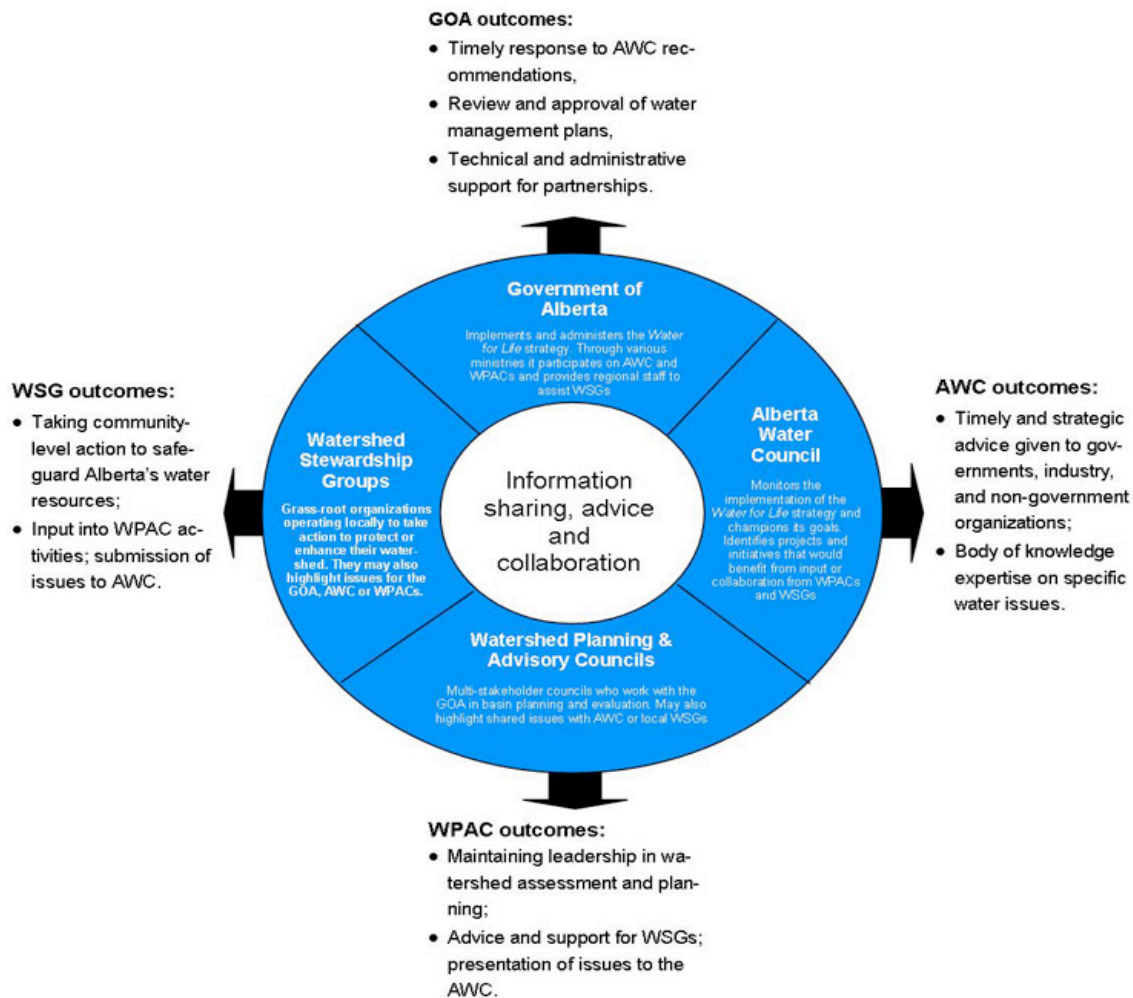 GOA outcomes:
• Timely response to AWC rec-
ommendations,
• Review and approval of water
management plans,
• Technical and administrative
support for partnerships.
Government of
Alberta
Implements and administers the Water
for Life strategy. Through various
ministries it participates on AWC and
WPACs and provides regional staff to
assist WSGs
WSG outcomes:
• Taking community-
level action to safe-
guard Alberta's water
resources;
• Input into WPAC ac-
tivities; submission of
issues to AWC.
Watershed
Stewardship
Groups
Grass-root organizations
operating locally to take
action to protect or
enhance their water-
shed. They may also
highlight issues for the
GOA, AWC or WPACs.
Information
sharing, advice
and
collaboration
Alberta
Water
Council
Monitors the
implementation of the
Water for Life strategy and
champions its goals.
Identifies projects and
initiatives that would
benefit from input or
collaboration from WPACs
and WSGs
AWC outcomes:
• Timely and strategic
advice given to gov-
ernments, industry,
and non-government
organizations;
• Body of knowledge
expertise on specific
water issues.
Watershed Planning &
Advisory Councils
Multi-stakeholder councils who work with the
GOA in basin planning and evaluation. May also
highlight shared issues with AWC or local WSGs
WPAC outcomes:
• Maintaining leadership in wa-
tershed assessment and plan-
ning;
• Advice and support for WSGs;
presentation of issues to the
AWC.